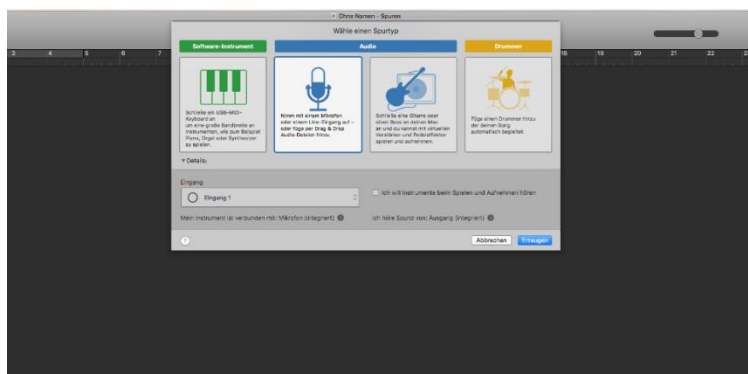 Ohne Namen - Spuren
Wähle einen Spurtyp
Software-Instrument
Audio
Drummer
3 4 5 6 7 18 19 20 21 22
Schließe ein USB-MIDI-
Keyboard an
um eine große Bandbreite an
Instrumenten, wie zum Beispiel
Piano, Orgel oder Synthesizer
zu spielen.
Nimm mit einem Mikrofon
oder einem Line-Eingang auf –
oder füge per Drag & Drop
Audio-Dateien hinzu.
Schließe eine Gitarre oder
einen Bass an deinen Mac
an und du kannst mit virtuellen
Verstärkern und Pedaleffekten
spielen und aufnehmen.
Füge einen Drummer hinzu
der deinen Song
automatisch begleitet.
Details:
Eingang
Eingang 1
Ich will Instrumente beim Spielen und Aufnehmen hören
Mein Instrument ist verbunden mit: Mikrofon (integriert)
Ich höre Sound von: Ausgang (integriert)
?
Abbrechen
Erzeugen